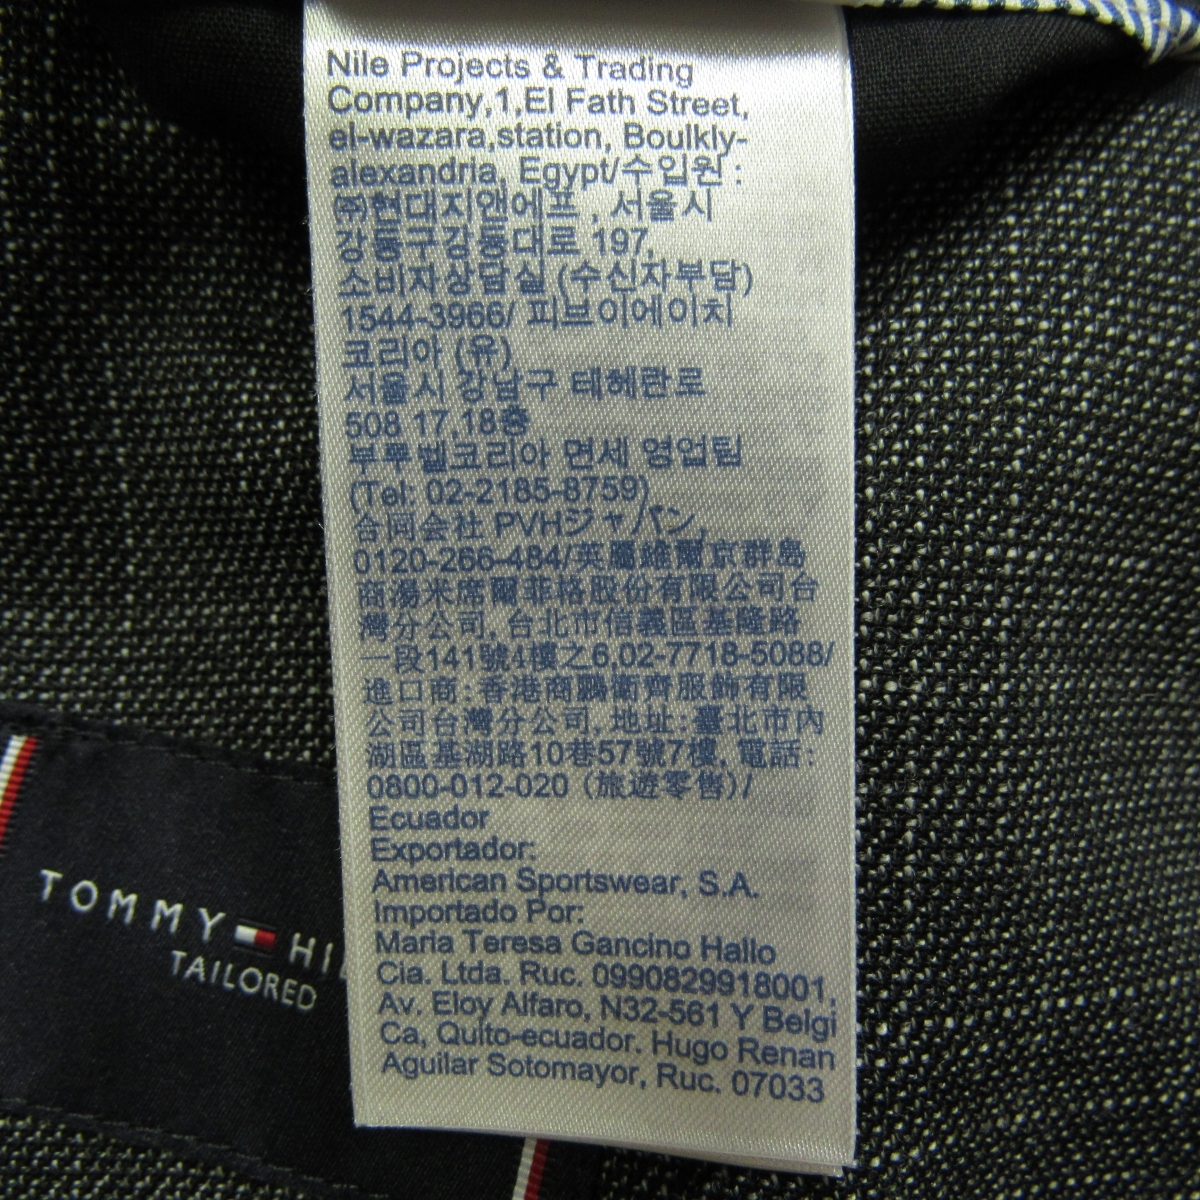 Nile Projects & Trading
Company,1,El Fath Street,
el-wazara,station, Boulkly-
alexandria, Egypt/수입원 :
㈜현대지앤에프 , 서울시
강동구강동대로 197,
소비자상담실 (수신자부담)
1544-3966/ 피브이에이치
코리아 (유)
서울시 강남구 테헤란로
508 17,18층
부루벨코리아 면세 영업팀
(Tel: 02-2185-8759)
合同会社 PVHジャパン,
0120-266-484/英屬維爾京群島
商湯米席爾菲格股份有限公司台
灣分公司, 台北市信義區基隆路
一段141號4樓之6,02-7718-5088/
進口商:香港商鵬衛齊服飾有限
公司台灣分公司, 地址:臺北市內
湖區基湖路10巷57號7樓, 電話:
0800-012-020 (旅遊零售)/
Ecuador
Exportador:
American Sportswear, S.A.
Importado Por:
Maria Teresa Gancino Hallo
Cia. Ltda. Ruc. 0990829918001,
Av. Eloy Alfaro, N32-561 Y Belgi
Ca, Quito-ecuador. Hugo Renan
Aguilar Sotomayor, Ruc. 07033
TOMMY HIL
TAILORED